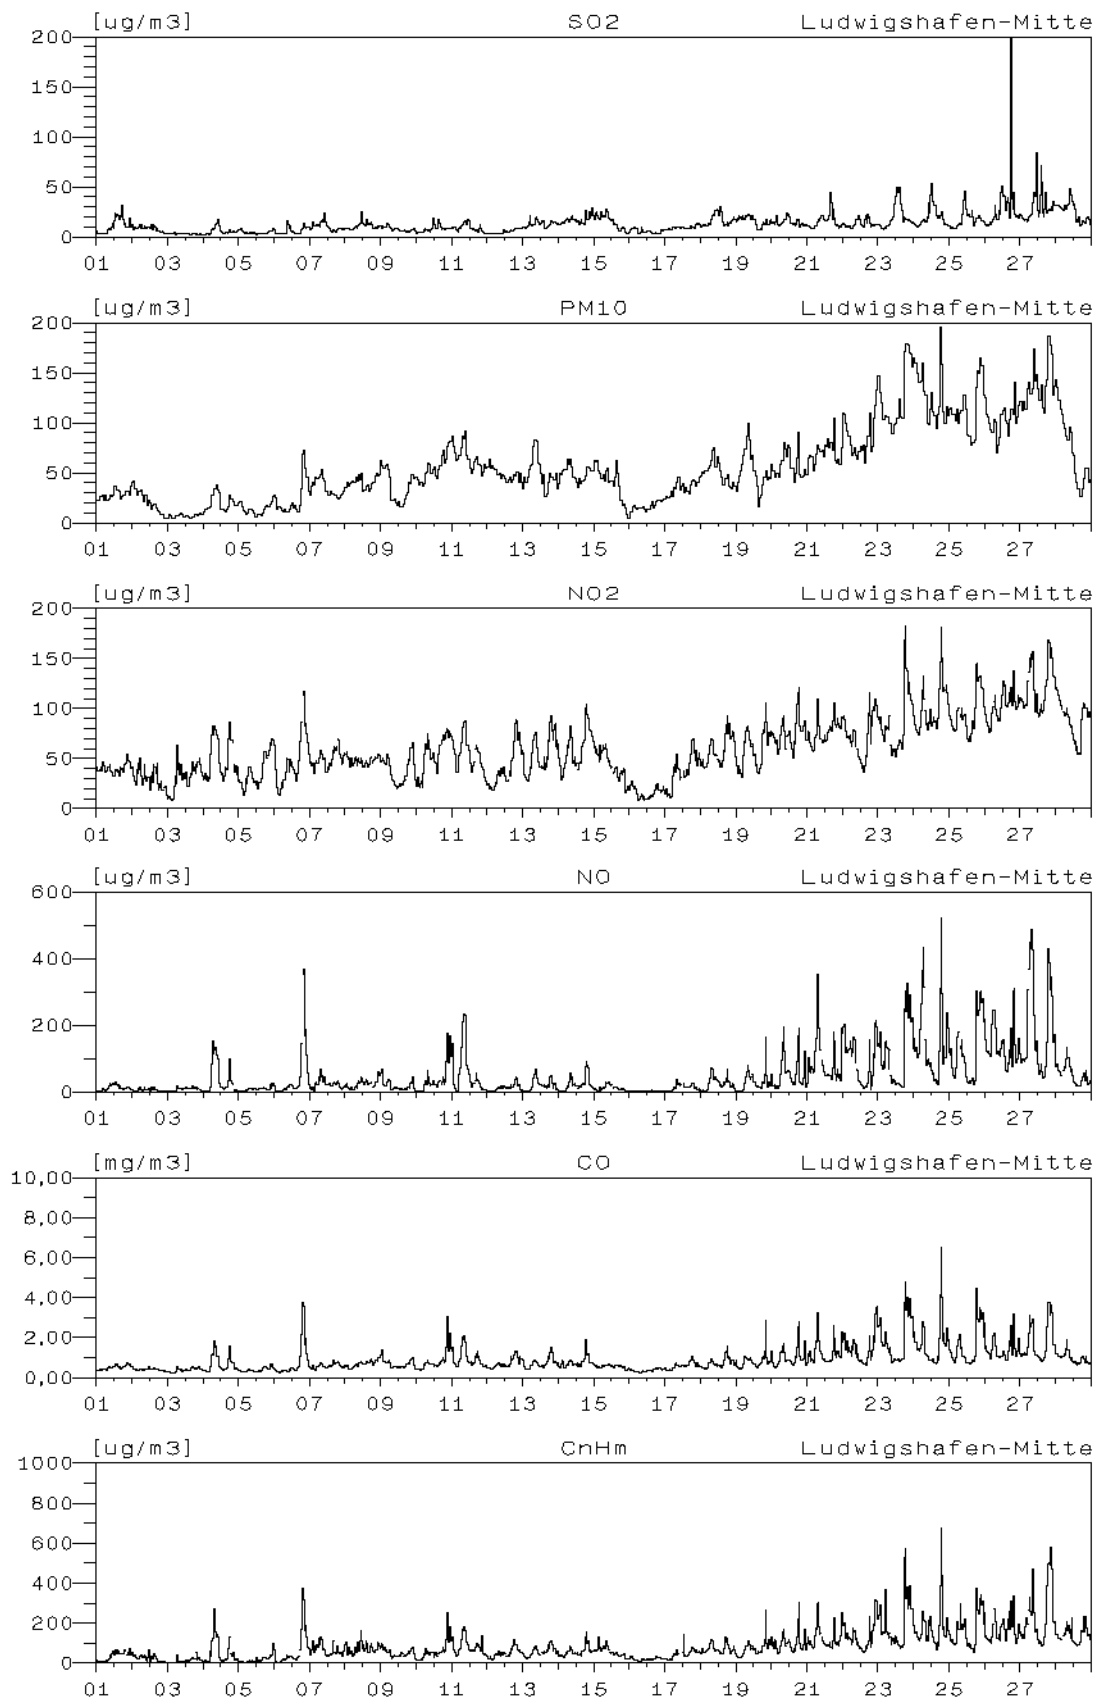 [ug/m3] SO2 Ludwigshafen-Mitte
200
150
100
50
0
01 03 05 07 09 11 13 15 17 19 21 23 25 27
[ug/m3] PM10 Ludwigshafen-Mitte
200
150
100
50
0
01 03 05 07 09 11 13 15 17 19 21 23 25 27
[ug/m3] NO2 Ludwigshafen-Mitte
200
150
100
50
0
01 03 05 07 09 11 13 15 17 19 21 23 25 27
[ug/m3] NO Ludwigshafen-Mitte
600
400
200
0
01 03 05 07 09 11 13 15 17 19 21 23 25 27
[mg/m3] CO Ludwigshafen-Mitte
10,00
8,00
6,00
4,00
2,00
0,00
01 03 05 07 09 11 13 15 17 19 21 23 25 27
[ug/m3] CnHm Ludwigshafen-Mitte
1000
800
600
400
200
0
01 03 05 07 09 11 13 15 17 19 21 23 25 27